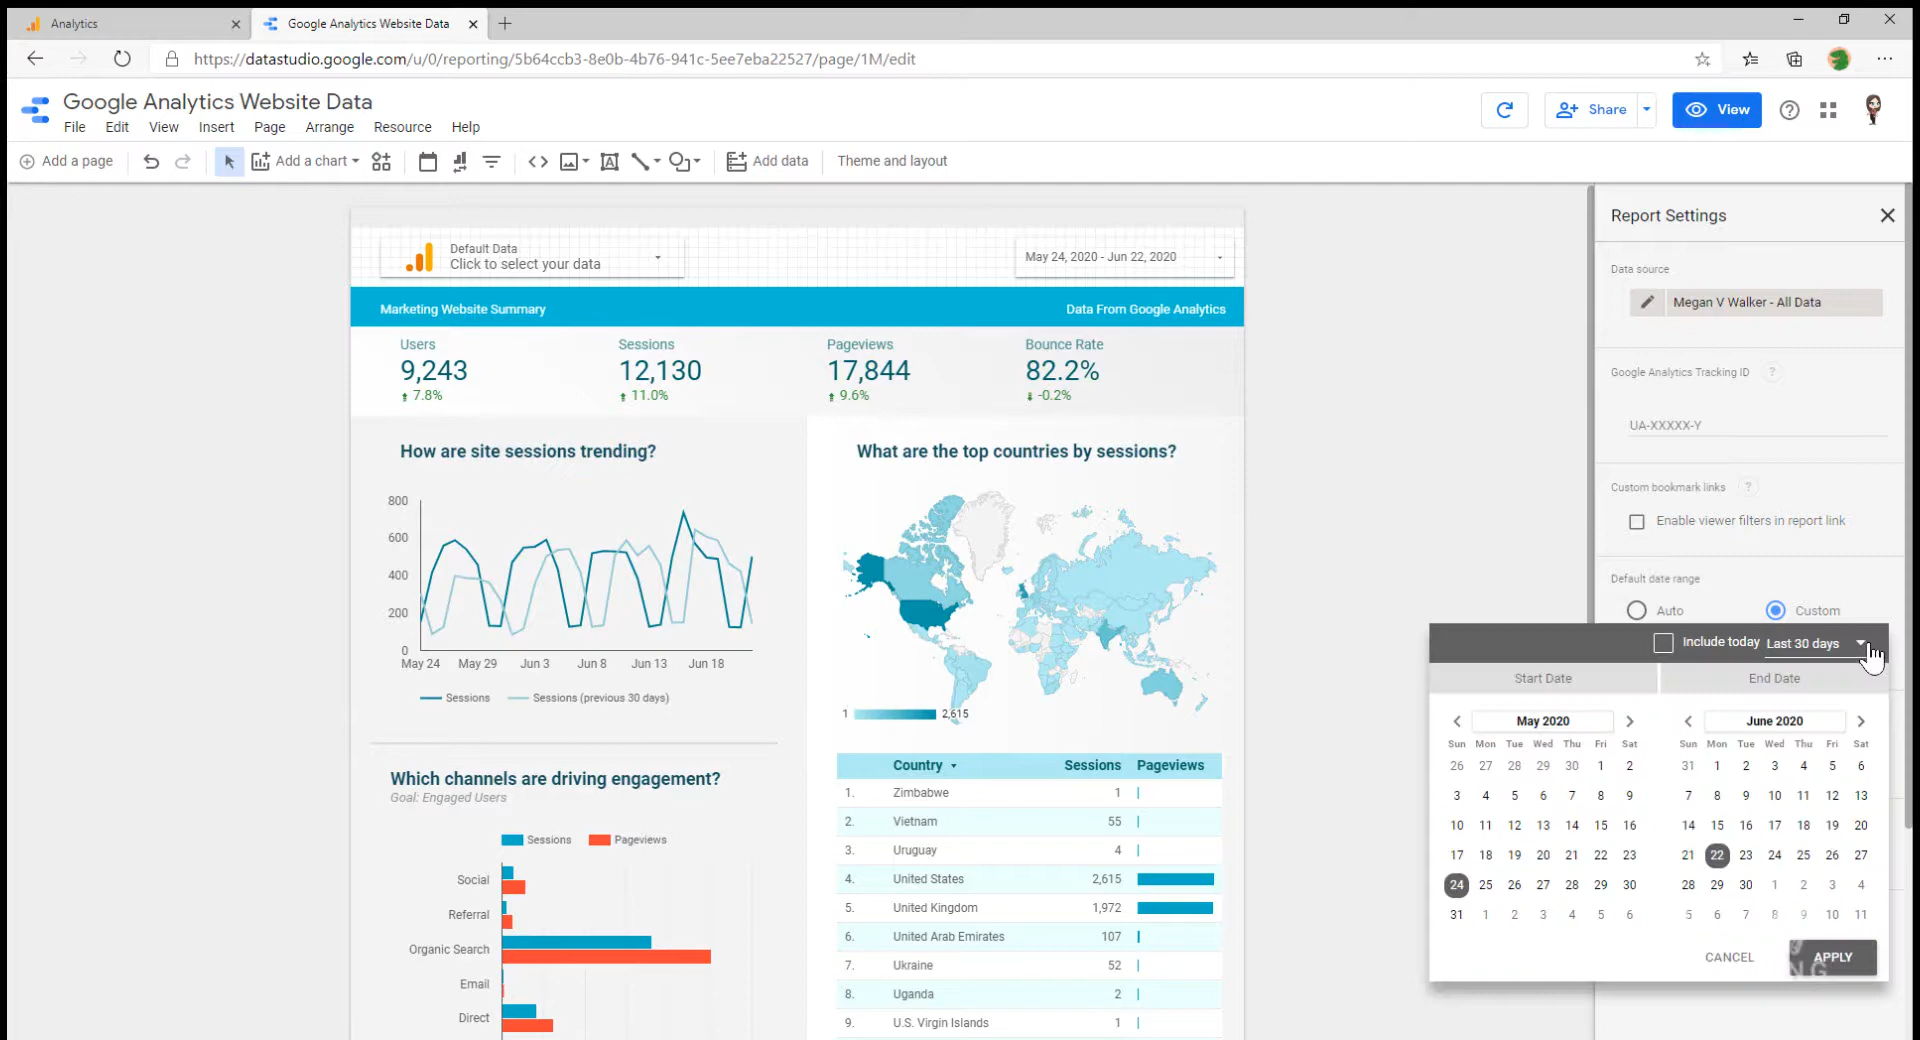 Analytics
Google Analytics Website Data
https://datastudio.google.com/u/0/reporting/5b64ccb3-8e0b-4b76-941c-5ee7eba22527/page/1M/edit
Google Analytics Website Data
Share
View
File Edit View Insert Page Arrange Resource Help
Add a page
Add a chart
Add data
Theme and layout
Default Data
Click to select your data
May 24, 2020 - Jun 22, 2020
Marketing Website Summary
Data From Google Analytics
Users Sessions Pageviews Bounce Rate
9,243 12,130 17,844 82.2%
7.8% 11.0% 9.6% -0.2%
How are site sessions trending?
800
600
400
200
0
May 24 May 29 Jun 3 Jun 8 Jun 13 Jun 18
Sessions Sessions (previous 30 days)
What are the top countries by sessions?
1 2,615
Which channels are driving engagement?
Goal: Engaged Users
Sessions Pageviews
Social
Referral
Organic Search
Email
Direct
Country Sessions Pageviews
1. Zimbabwe 1
2. Vietnam 55
3. Uruguay 4
4. United States 2,615
5. United Kingdom 1,972
6. United Arab Emirates 107
7. Ukraine 52
8. Uganda 2
9. U.S. Virgin Islands 1
Report Settings
Data source
Megan V Walker - All Data
Google Analytics Tracking ID ?
UA-XXXXX-Y
Custom bookmark links ?
Enable viewer filters in report link
Default date range
Auto Custom
Include today Last 30 days
Start Date End Date
May 2020
Sun Mon Tue Wed Thu Fri Sat
26 27 28 29 30 1 2
3 4 5 6 7 8 9
10 11 12 13 14 15 16
17 18 19 20 21 22 23
24 25 26 27 28 29 30
31 1 2 3 4 5 6
June 2020
Sun Mon Tue Wed Thu Fri Sat
31 1 2 3 4 5 6
7 8 9 10 11 12 13
14 15 16 17 18 19 20
21 22 23 24 25 26 27
28 29 30 1 2 3 4
5 6 7 8 9 10 11
CANCEL APPLY